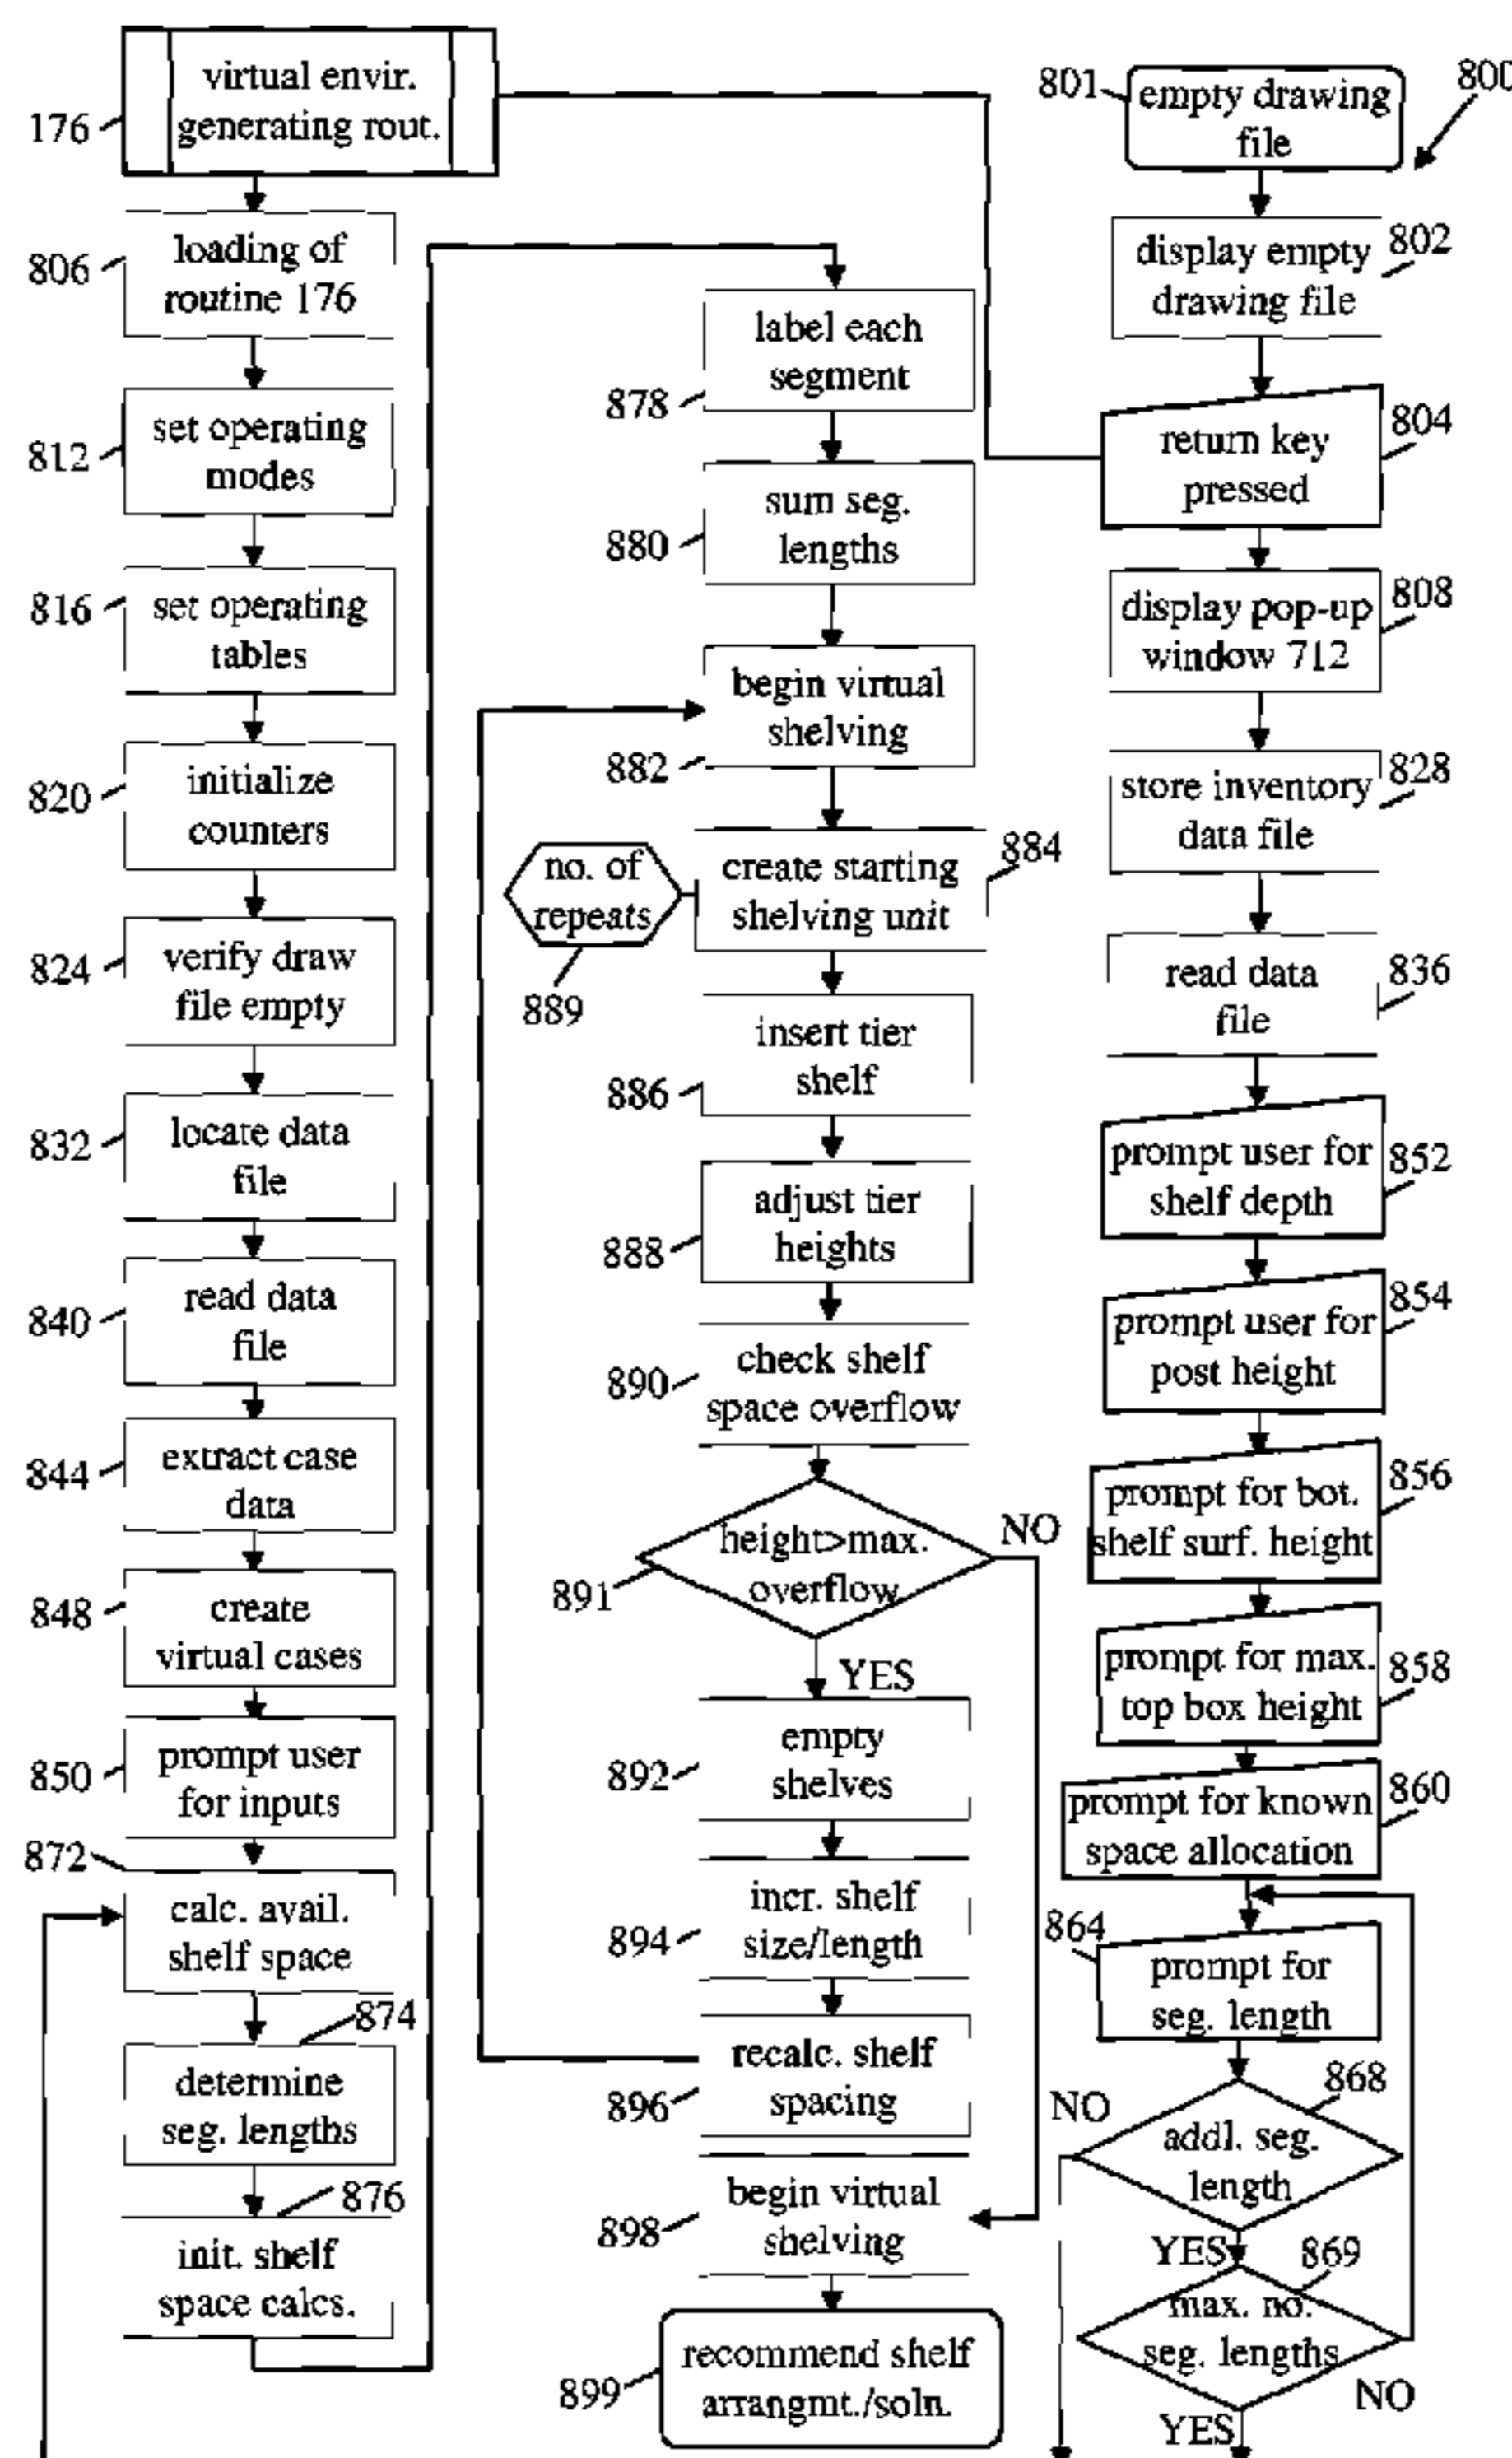 virtual envir.
generating rout.
176
loading of
routine 176
806
set operating
modes
812
set operating
tables
816
initialize
counters
820
verify draw
file empty
824
locate data
file
832
read data
file
840
extract case
data
844
create
virtual cases
848
prompt user
for inputs
850
872
calc. avail.
shelf space
874
determine
seg. lengths
876
init. shelf
space calcs.
label each
segment
878
sum seg.
lengths
880
begin virtual
shelving
882
no. of
repeats
889
create starting
shelving unit
884
insert tier
shelf
886
adjust tier
heights
888
check shelf
space overflow
890
height>max.
overflow
891
NO
YES
empty
shelves
892
incr. shelf
size/length
894
recalc. shelf
spacing
896
begin virtual
shelving
898
recommend shelf
arrangmt./soln.
899
800
801
empty drawing
file
display empty
drawing file
802
return key
pressed
804
display pop-up
window 712
808
store inventory
data file
828
read data
file
836
prompt user for
shelf depth
852
prompt user for
post height
854
prompt for bot.
shelf surf. height
856
prompt for max.
top box height
858
prompt for known
space allocation
860
864
prompt for
seg. length
868
NO
addl. seg.
length
YES
869
max. no.
seg. lengths
NO
YES